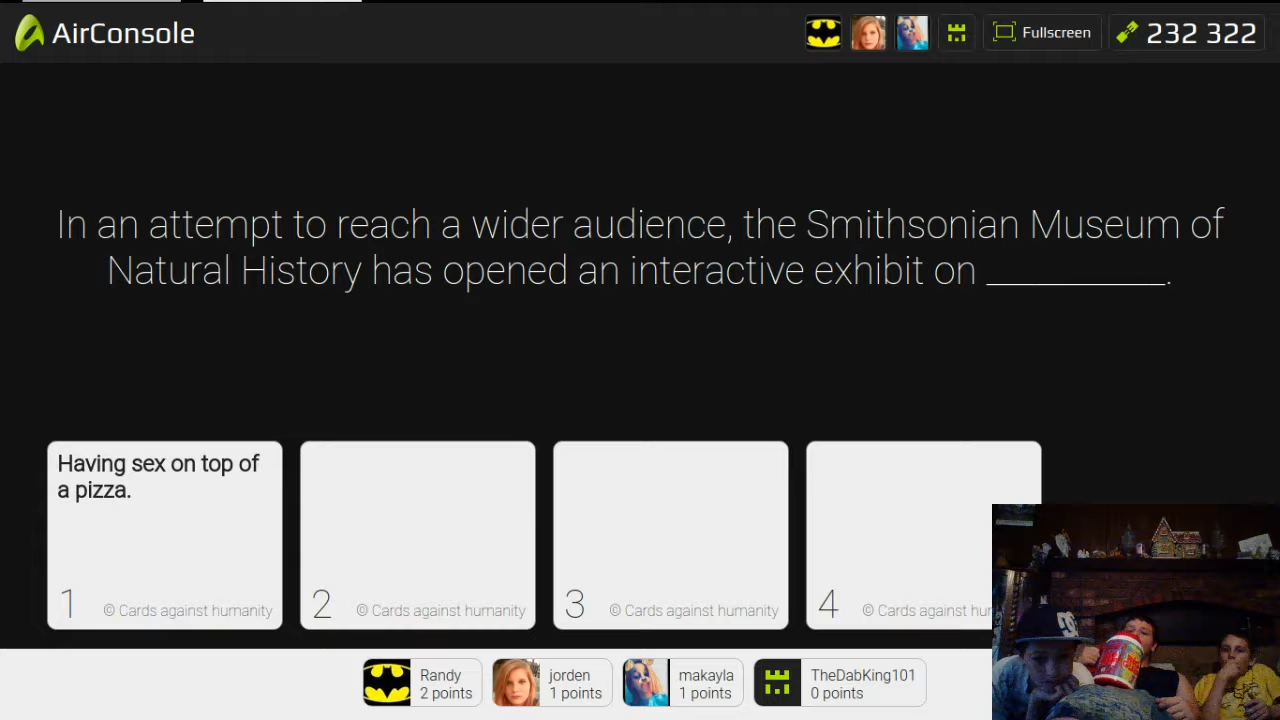 AirConsole
Fullscreen
232 322
In an attempt to reach a wider audience, the Smithsonian Museum of
Natural History has opened an interactive exhibit on __________.
Having sex on top of
a pizza.
1 © Cards against humanity
2 © Cards against humanity
3 © Cards against humanity
4 © Cards against hum
Randy
2 points
jorden
1 points
makayla
1 points
TheDabKing101
0 points